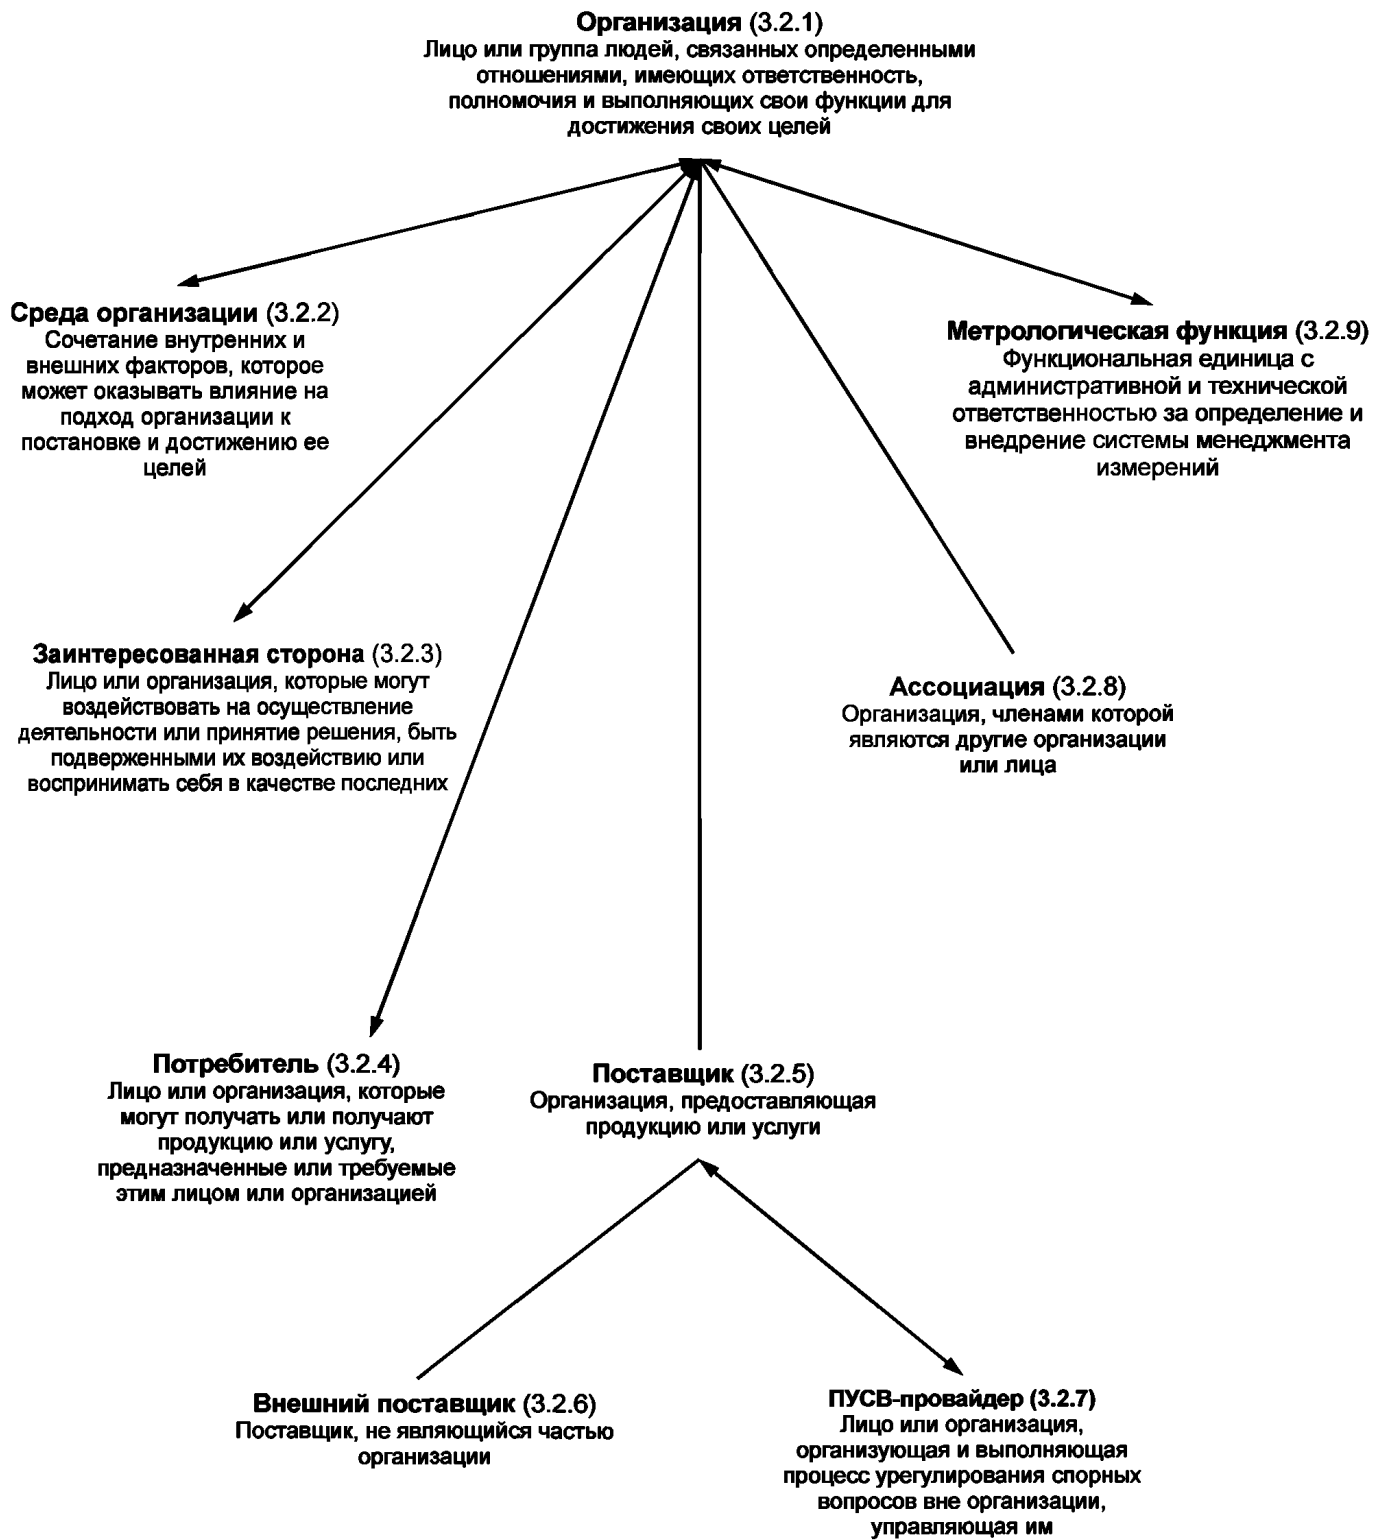 Организация (3.2.1)
Лицо или группа людей, связанных определенными
отношениями, имеющих ответственность,
полномочия и выполняющих свои функции для
достижения своих целей
Среда организации (3.2.2)
Сочетание внутренних и
внешних факторов, которое
может оказывать влияние на
подход организации к
постановке и достижению ее
целей
Метрологическая функция (3.2.9)
Функциональная единица с
административной и технической
ответственностью за определение и
внедрение системы менеджмента
измерений
Заинтересованная сторона (3.2.3)
Лицо или организация, которые могут
воздействовать на осуществление
деятельности или принятие решения, быть
подверженными их воздействию или
воспринимать себя в качестве последних
Ассоциация (3.2.8)
Организация, членами которой
являются другие организации
или лица
Потребитель (3.2.4)
Лицо или организация, которые
могут получать или получают
продукцию или услугу,
предназначенные или требуемые
этим лицом или организацией
Поставщик (3.2.5)
Организация, предоставляющая
продукцию или услуги
Внешний поставщик (3.2.6)
Поставщик, не являющийся частью
организации
ПУСВ-провайдер (3.2.7)
Лицо или организация,
организующая и выполняющая
процесс урегулирования спорных
вопросов вне организации,
управляющая им